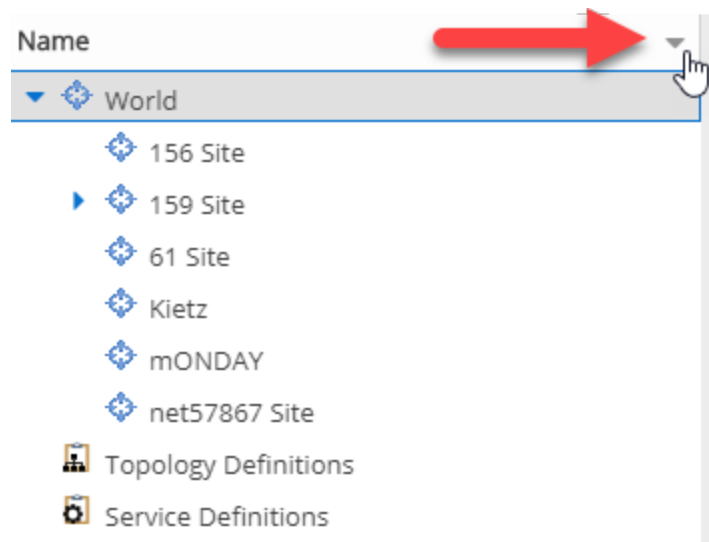 Name
World
156 Site
159 Site
61 Site
Kietz
mONDAY
net57867 Site
Topology Definitions
Service Definitions